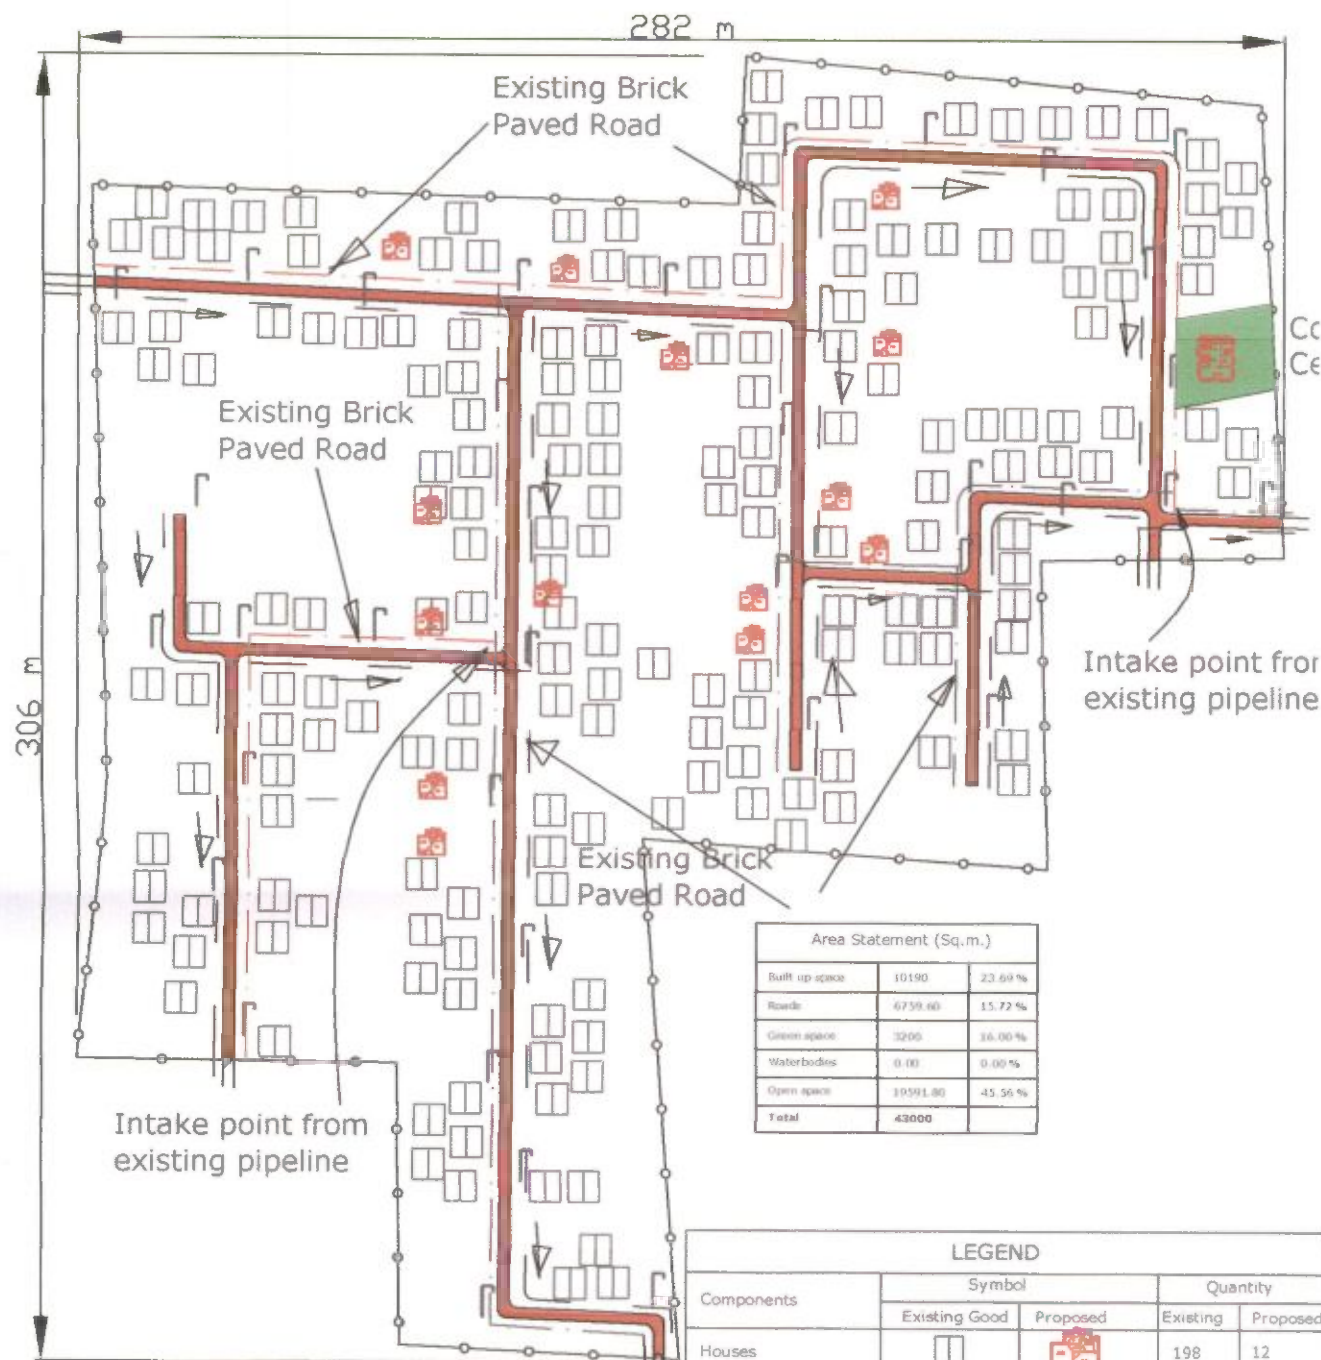 282 m
Existing Brick
Paved Road
Existing Brick
Paved Road
306 m
Intake point from
existing pipeline
Existing Brick
Paved Road
Intake point from
existing pipeline
Area Statement (Sq.m.)
Built up space 10190 23.69 %
Roads 6759.60 15.72 %
Green space 3200 16.00 %
Waterbodies 0.00 0.00 %
Open space 19591.80 45.56 %
Total 43000
LEGEND
Components Symbol Quantity
Existing Good Proposed Existing Proposed
Houses 198 12